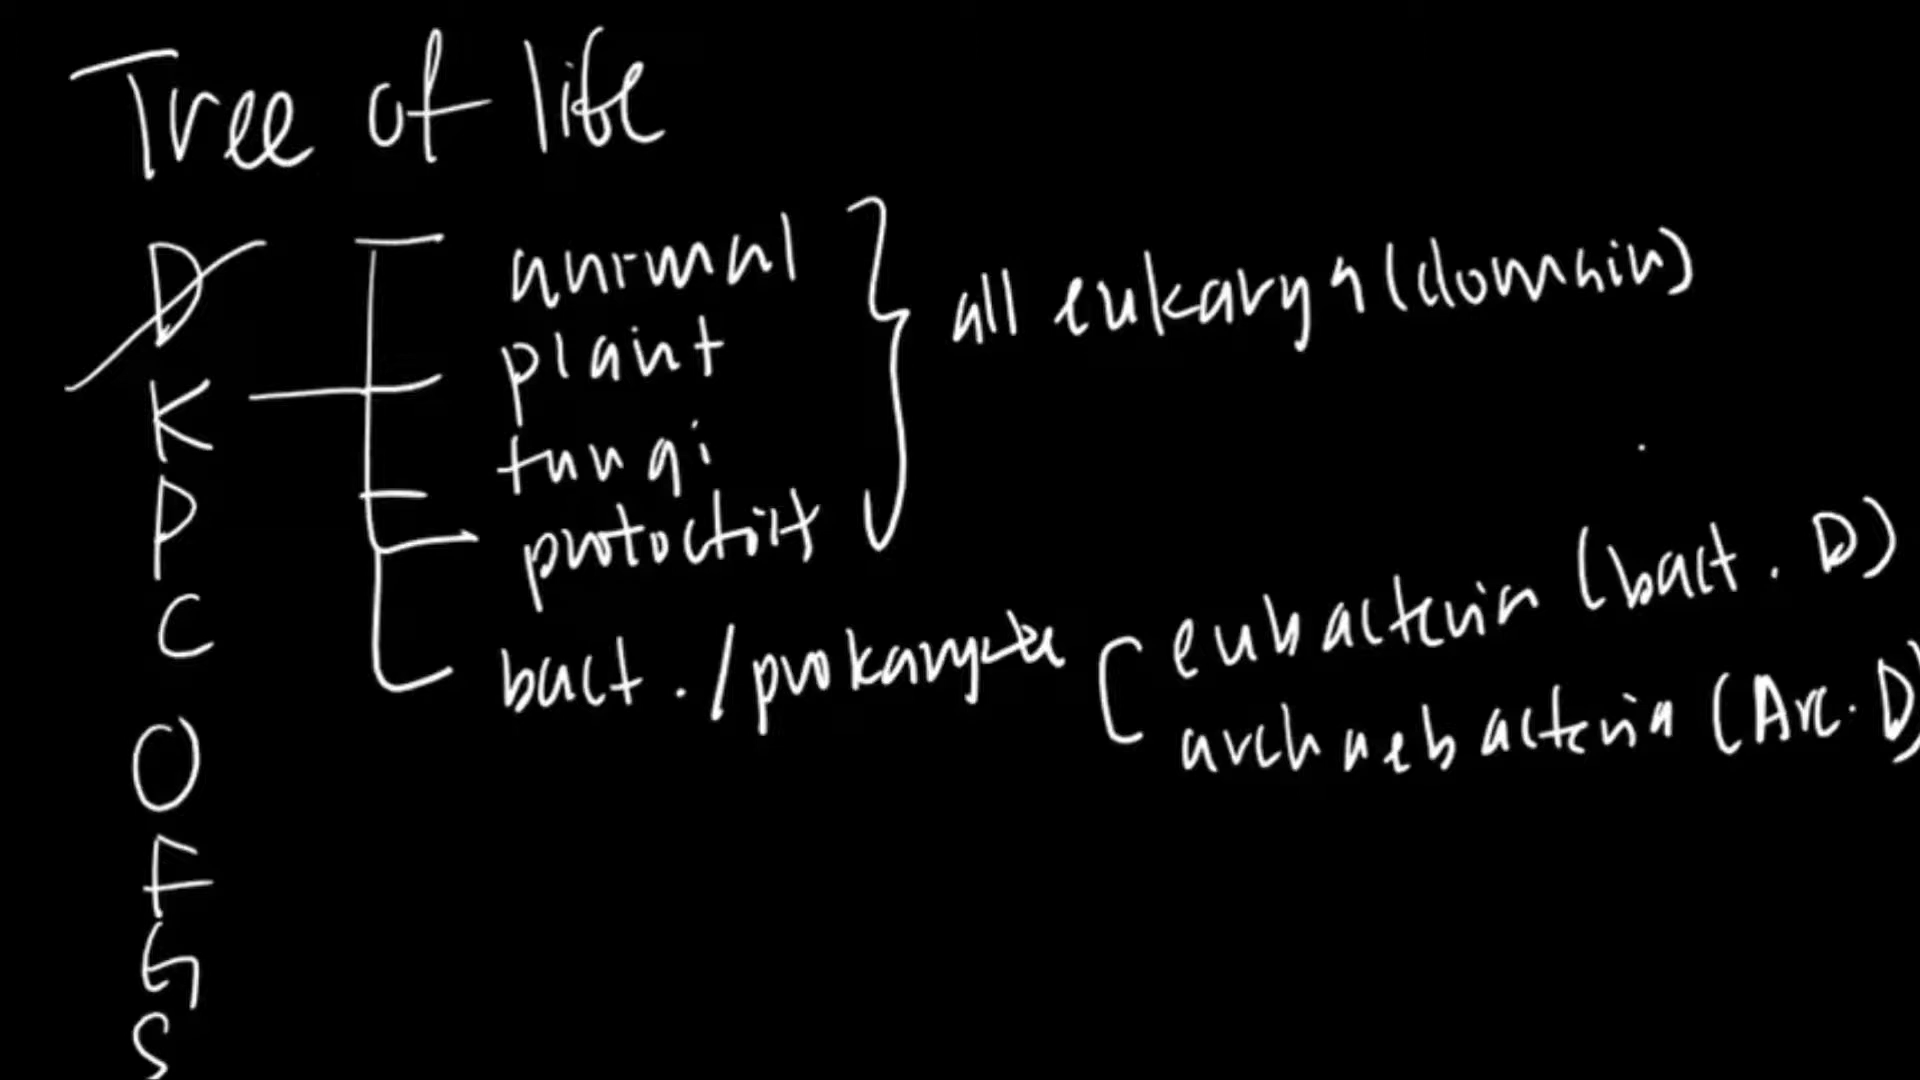 Tree of life
D
animal
all eukarya (domain)
plant
K
fungi
P
protoctist
eubacteria (bact. D)
C
bact. / prokaryote
archaebacteria (Arc. D)
O
F
G
S